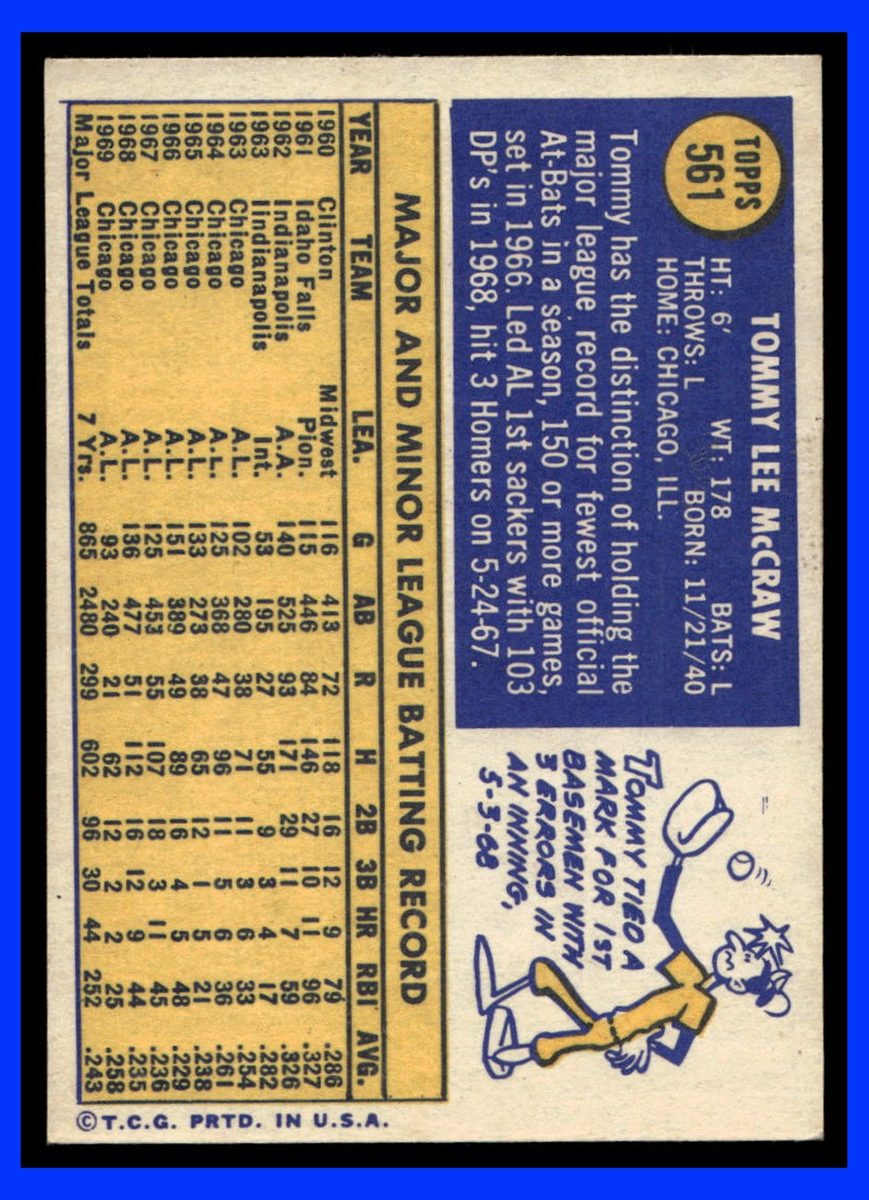 TOPPS
561
TOMMY LEE McCRAW
HT: 6' WT: 178 BATS: L
THROWS: L BORN: 11/21/40
HOME: CHICAGO, ILL.
Tommy has the distinction of holding the
major league record for fewest official
At-Bats in a season, 150 or more games,
set in 1966. Led AL 1st sackers with 103
DP's in 1968, hit 3 Homers on 5-24-67.
TOMMY TIED A
MARK FOR 1ST
BASEMEN WITH
3 ERRORS IN
AN INNING,
5-3-68
MAJOR AND MINOR LEAGUE BATTING RECORD
YEAR TEAM LEA. G AB R H 2B 3B HR RBI AVG.
1960 Clinton Midwest 116 413 72 118 16 12 9 79 .286
1961 Idaho Falls Pion. 115 446 84 146 27 10 11 96 .327
1962 Indianapolis A.A. 140 525 93 171 29 11 7 59 .326
1963 Iindianapolis Int. 53 195 27 55 9 3 4 17 .282
1963 Chicago A.L. 102 280 38 71 11 3 6 33 .254
1964 Chicago A.L. 125 368 47 96 11 5 6 36 .261
1965 Chicago A.L. 133 273 38 65 12 1 5 21 .238
1966 Chicago A.L. 151 389 49 89 16 4 5 48 .229
1967 Chicago A.L. 125 453 55 107 18 3 11 45 .236
1968 Chicago A.L. 136 477 51 112 16 12 9 44 .235
1969 Chicago A.L. 93 240 21 62 12 2 2 25 .258
Major League Totals 7 Yrs. 865 2480 299 602 96 30 44 252 .243
©T.C.G. PRTD. IN U.S.A.